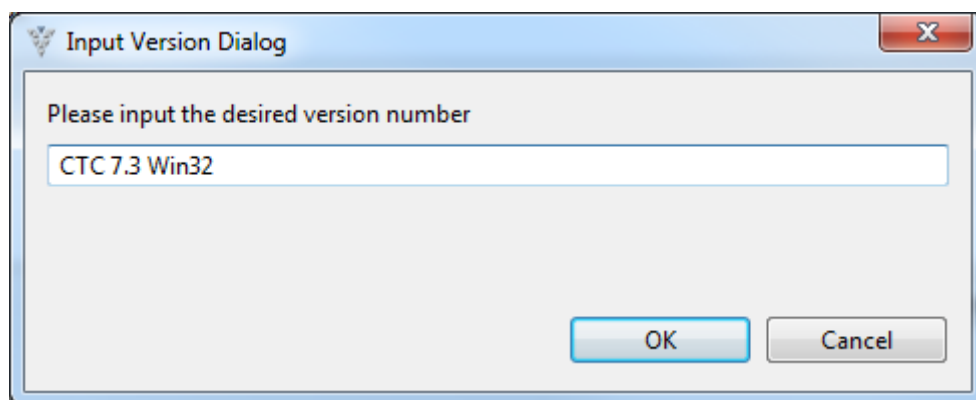 Input Version Dialog
Please input the desired version number
CTC 7.3 Win32
OK
Cancel